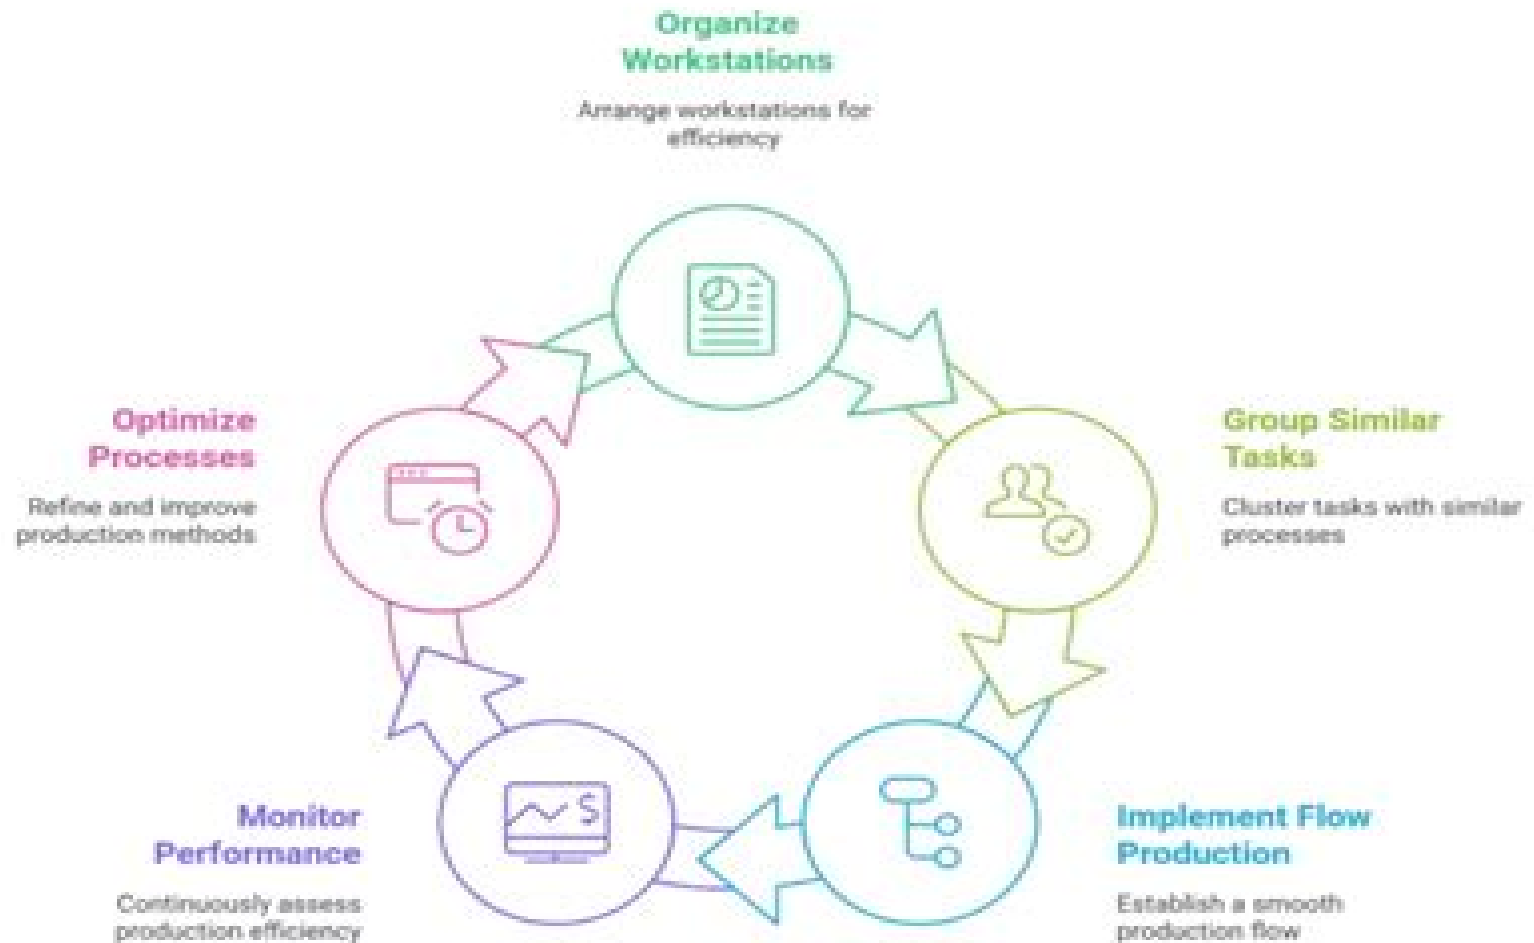 Organize
Workstations
Arrange workstations for
efficiency
Group Similar
Tasks
Cluster tasks with similar
processes
Implement Flow
Production
Establish a smooth
production flow
Monitor
Performance
Continuously assess
production efficiency
Optimize
Processes
Refine and improve
production methods
$